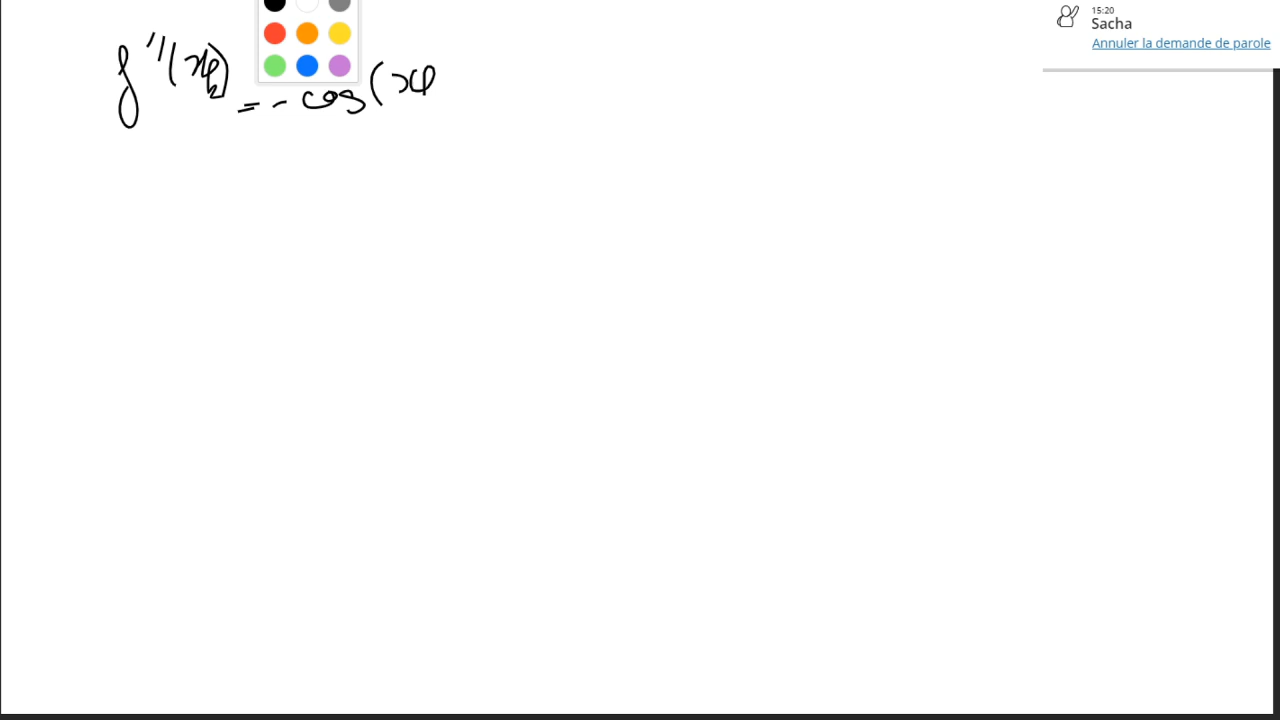 f''(x
= - cos(x
15:20
Sacha
Annuler la demande de parole